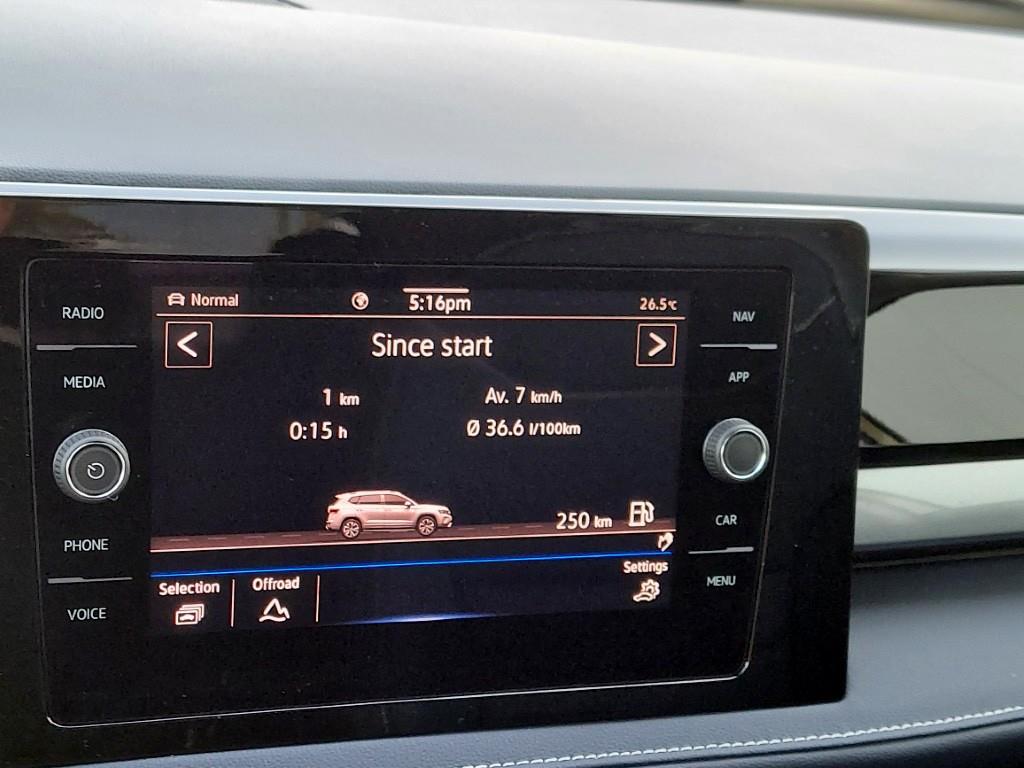 RADIO
MEDIA
PHONE
VOICE
Normal
5:16pm
26.5°C
<
Since start
>
1 km
Av. 7 km/h
0:15 h
Ø 36.6 l/100km
250 km
Selection
Offroad
Settings
NAV
APP
CAR
MENU